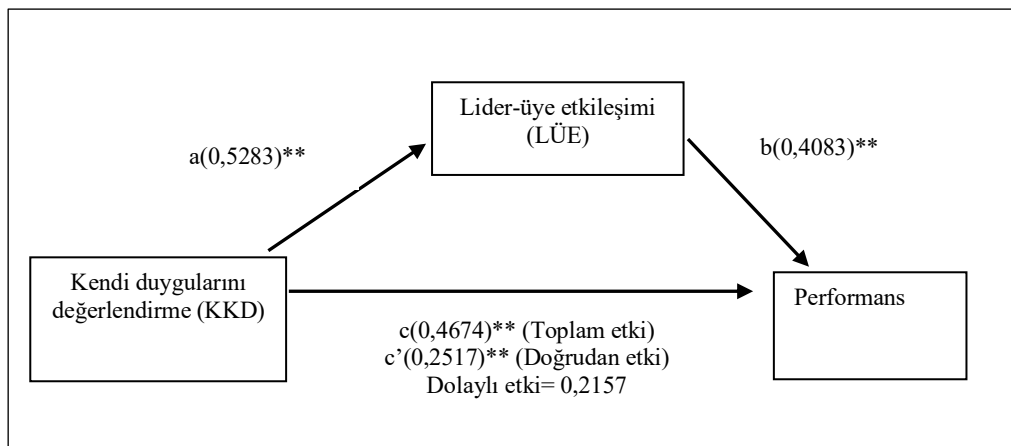 Lider-üye etkileşimi
(LÜE)
a(0,5283)**
b(0,4083)**
Kendi duygularını
değerlendirme (KKD)
Performans
c(0,4674)** (Toplam etki)
c’(0,2517)** (Doğrudan etki)
Dolaylı etki= 0,2157